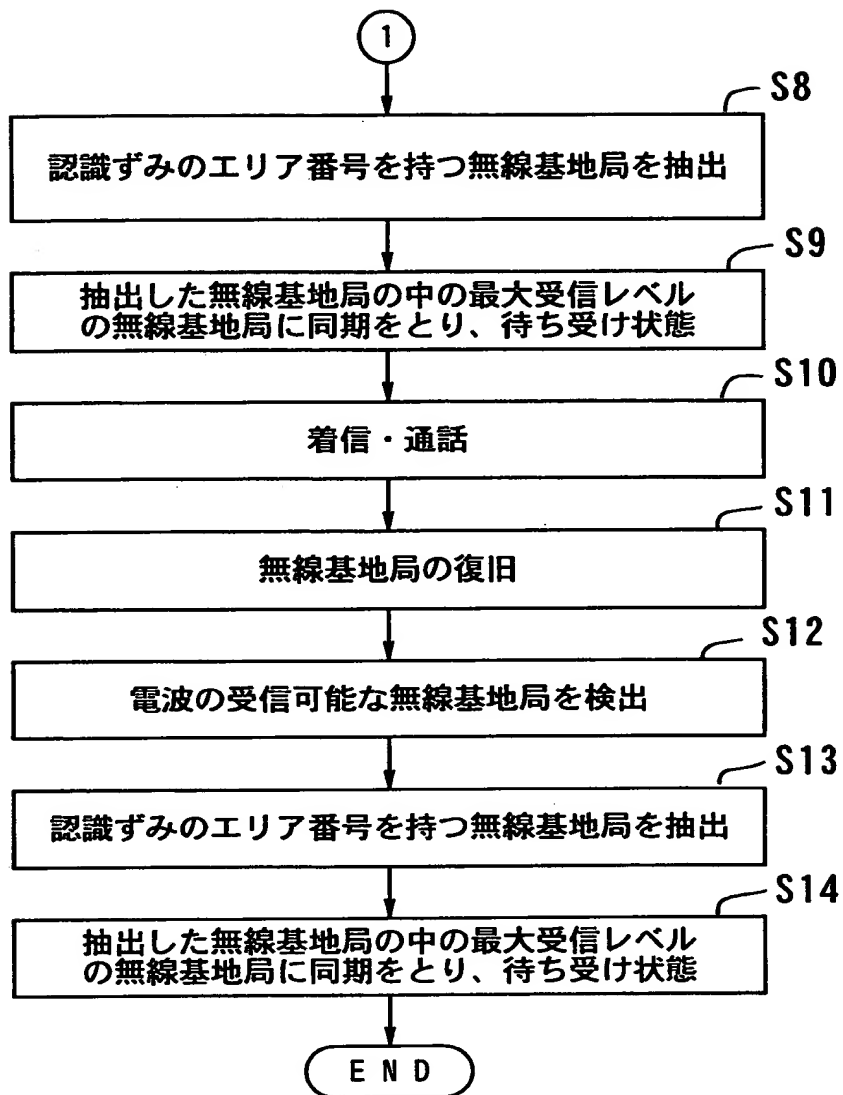 1
S8
認識ずみのエリア番号を持つ無線基地局を抽出
S9
抽出した無線基地局の中の最大受信レベル
の無線基地局に同期をとり、待ち受け状態
S10
着信・通話
S11
無線基地局の復旧
S12
電波の受信可能な無線基地局を検出
S13
認識ずみのエリア番号を持つ無線基地局を抽出
S14
抽出した無線基地局の中の最大受信レベル
の無線基地局に同期をとり、待ち受け状態
END